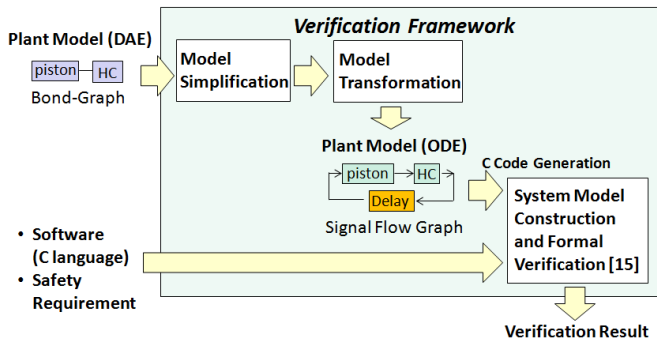 Verification Framework
Plant Model (DAE)
piston
HC
Bond-Graph
Model
Simplification
Model
Transformation
Plant Model (ODE)
piston
HC
Delay
Signal Flow Graph
C Code Generation
System Model
Construction
and Formal
Verification [15]
• Software
(C language)
• Safety
Requirement
Verification Result